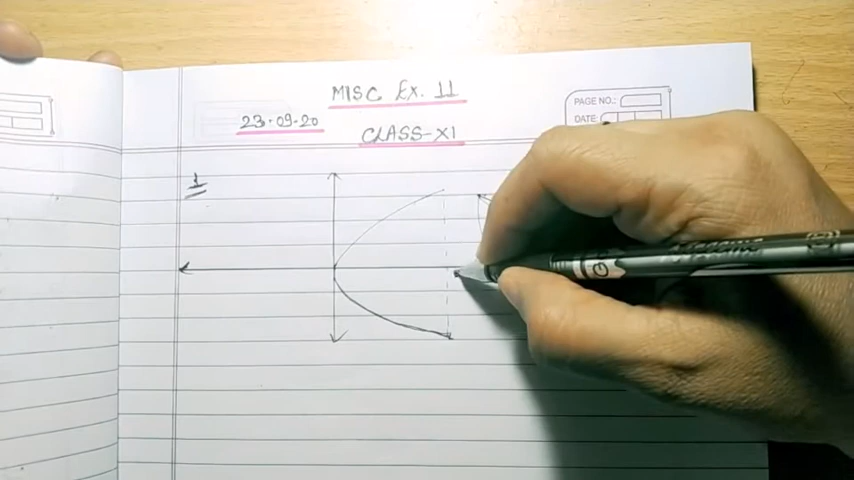 MISC EX. 11
PAGE NO.:
23.09.20
DATE:
CLASS-XI
1